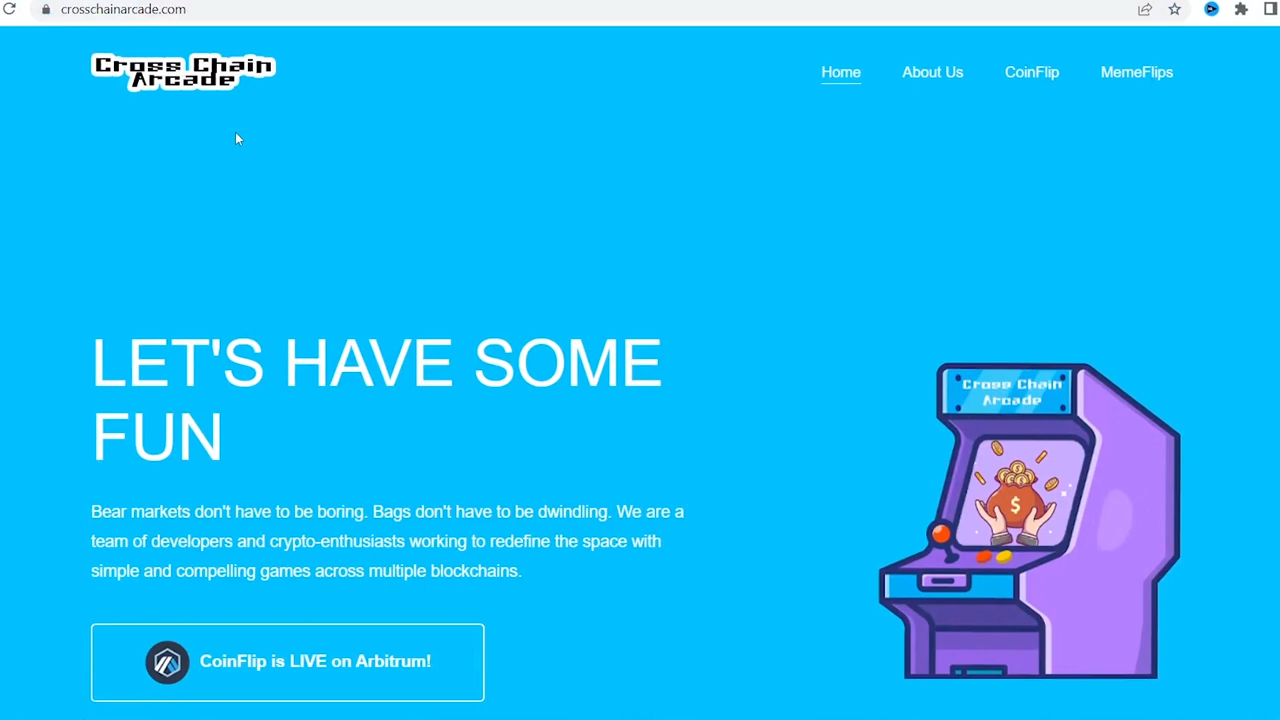 crosschainarcade.com
Cross Chain
Arcade
Home About Us CoinFlip MemeFlips
LET'S HAVE SOME
FUN
Cross Chain
Arcade
$
Bear markets don't have to be boring. Bags don't have to be dwindling. We are a
team of developers and crypto-enthusiasts working to redefine the space with
simple and compelling games across multiple blockchains.
CoinFlip is LIVE on Arbitrum!